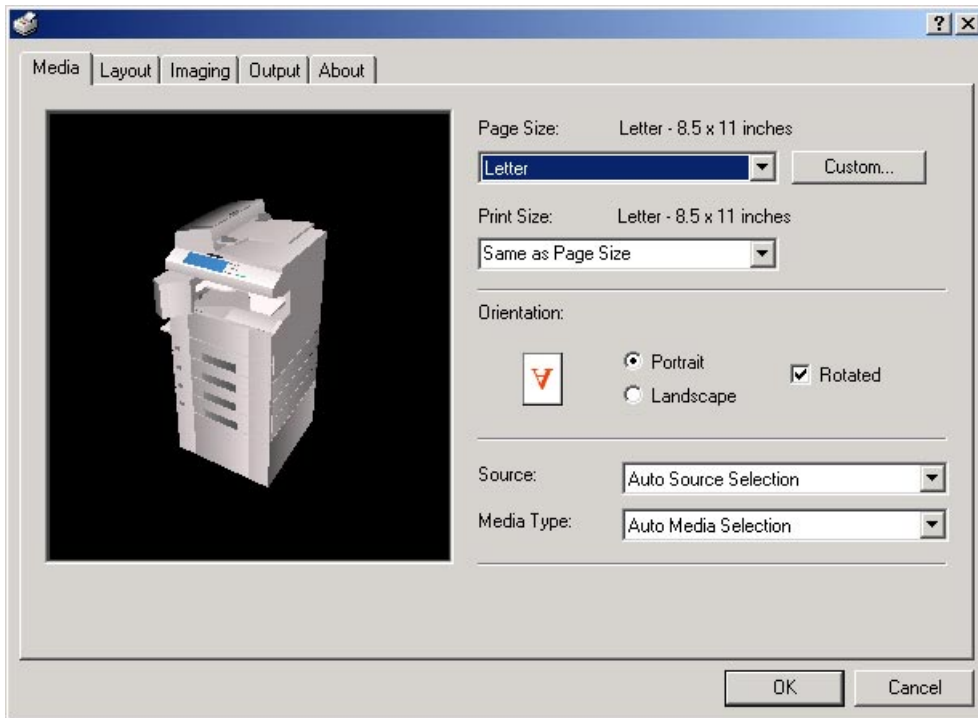 Media Layout Imaging Output About
Page Size: Letter - 8.5 x 11 inches
Letter Custom...
Print Size: Letter - 8.5 x 11 inches
Same as Page Size
Orientation:
A Portrait Rotated
Landscape
Source: Auto Source Selection
Media Type: Auto Media Selection
OK Cancel